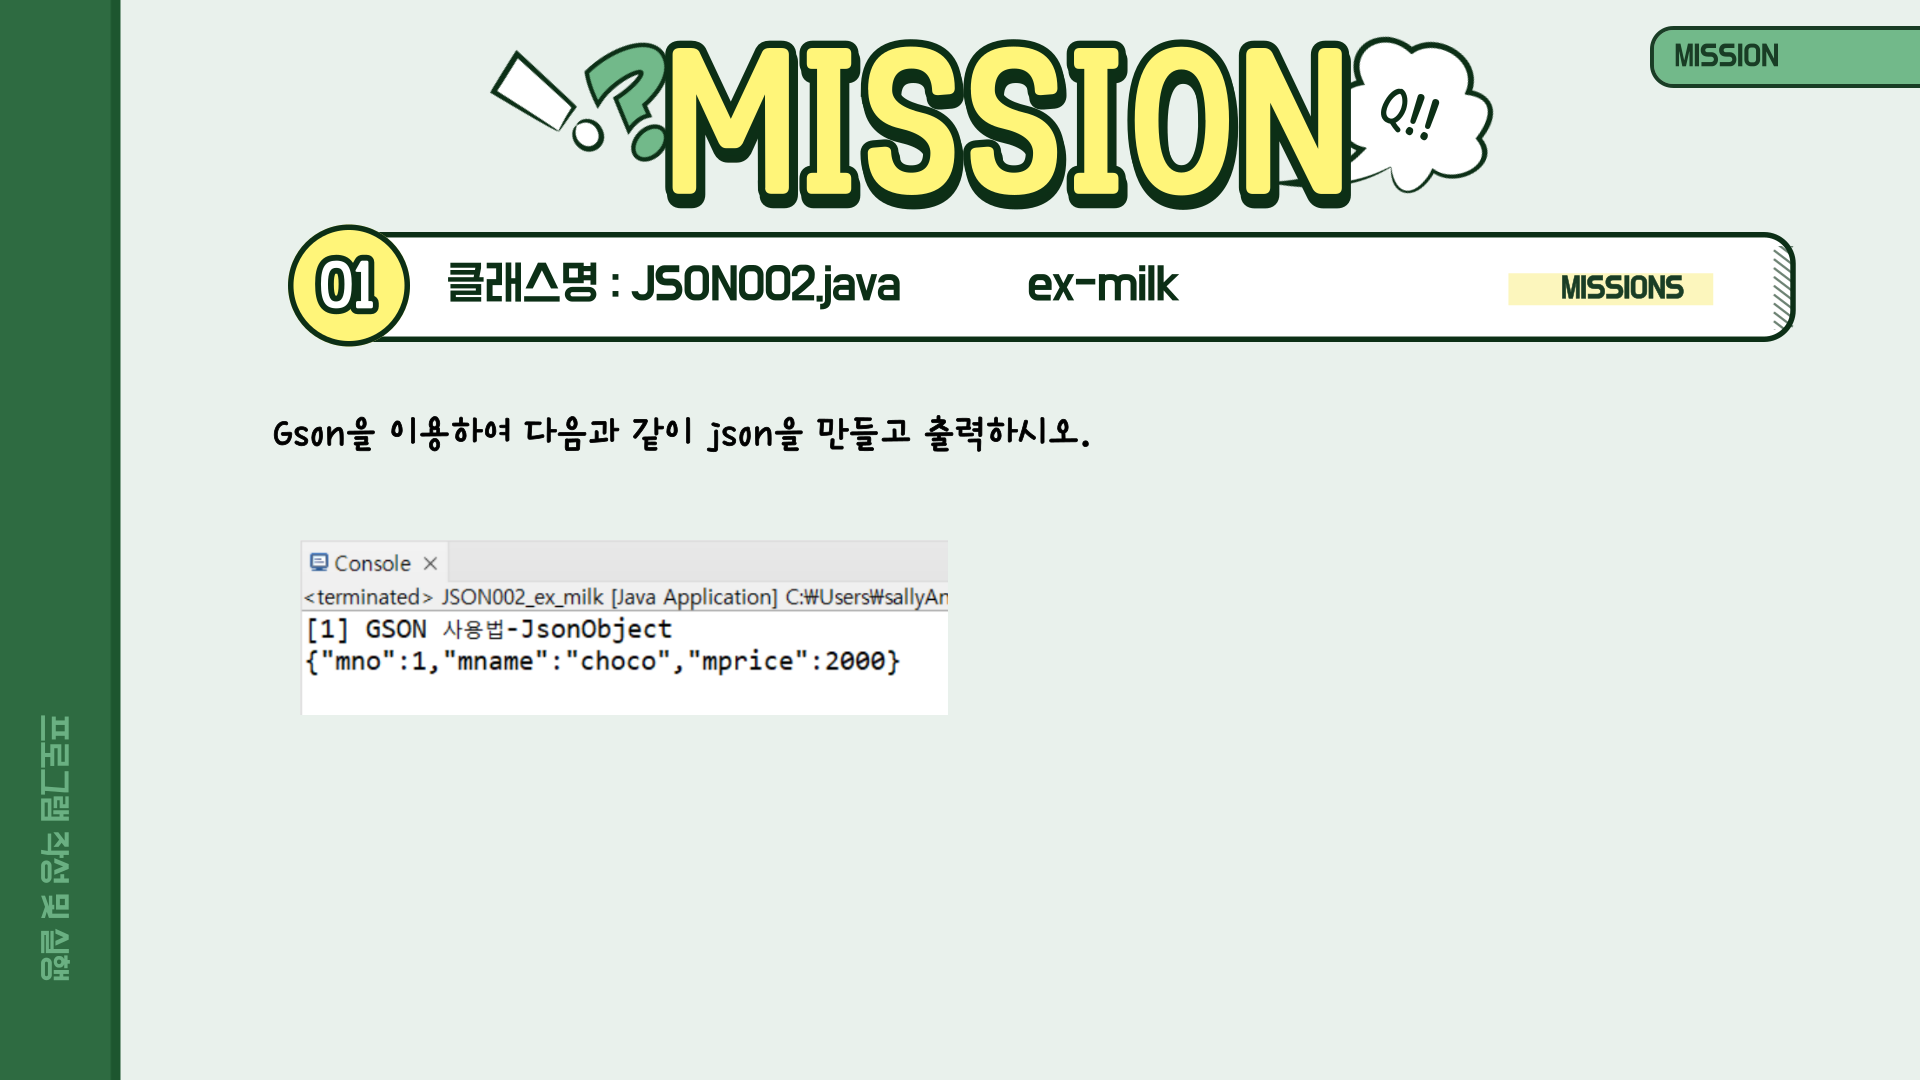 MISSION
MISSION
Q!!
01
클래스명 : JSON002.java ex-milk
MISSIONS
Gson을 이용하여 다음과 같이 json을 만들고 출력하시오.
Console
<terminated> JSON002_ex_milk [Java Application] C:₩Users₩sallyAn
[1] GSON 사용법-JsonObject
{"mno":1,"mname":"choco","mprice":2000}
프로그램 작성 및 실행